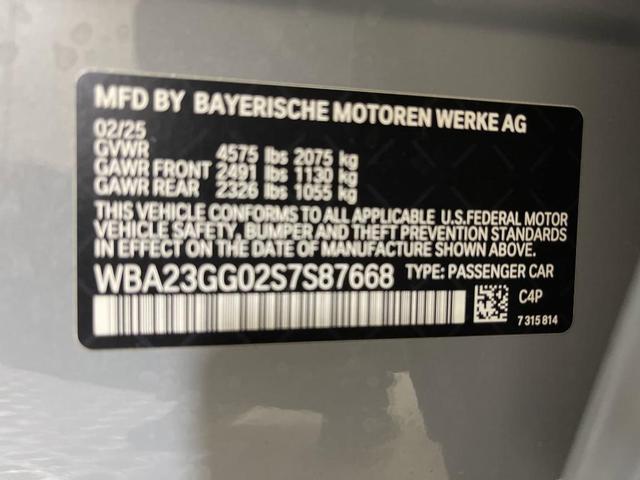 MFD BY BAYERISCHE MOTOREN WERKE AG
02/25
GVWR 4575 lbs 2075 kg
GAWR FRONT 2491 lbs 1130 kg
GAWR REAR 2326 lbs 1055 kg
THIS VEHICLE CONFORMS TO ALL APPLICABLE U.S.FEDERAL MOTOR
VEHICLE SAFETY, BUMPER, AND THEFT PREVENTION STANDARDS
IN EFFECT ON THE DATE OF MANUFACTURE SHOWN ABOVE.
WBA23GG02S7S87668 TYPE: PASSENGER CAR
C4P
7 315 814